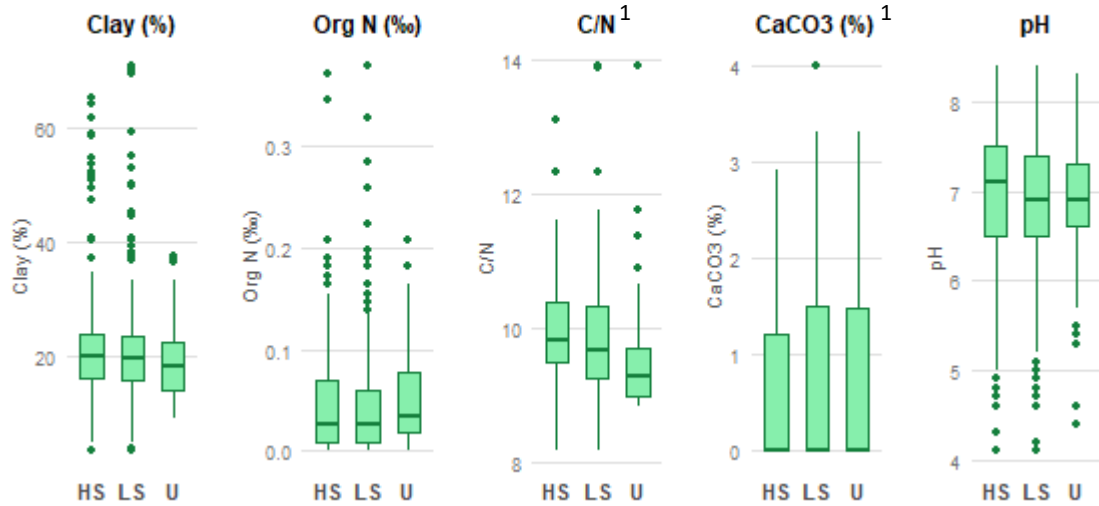 Clay (%)
Clay (%)
60
40
20
HS LS U
Org N (‰)
Org N (‰)
0.3
0.2
0.1
0.0
HS LS U
C/N 1
C/N
14
12
10
8
HS LS U
CaCO3 (%) 1
CaCO3 (%)
4
3
2
1
0
HS LS U
pH
pH
8
7
6
5
4
HS LS U